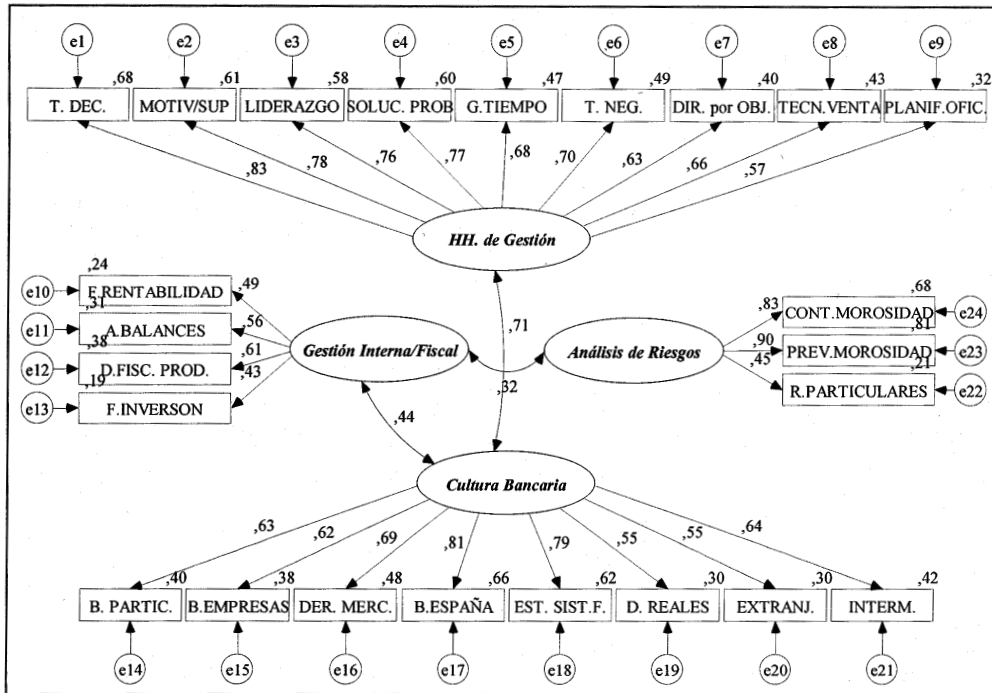 e1 e2 e3 e4 e5 e6 e7 e8 e9
,68 ,61 ,58 ,60 ,47 ,49 ,40 ,43 ,32
T. DEC. MOTIV/SUP LIDERAZGO SOLUC. PROB G.TIEMPO T. NEG. DIR. por OBJ. TECN.VENTA PLANIF.OFIC.
,83 ,78 ,76 ,77 ,68 ,70 ,63 ,66 ,57
HH. de Gestión
,24
e10 E.RENTABILIDAD ,49
,31
e11 A.BALANCES ,56
,38
e12 D.FISC. PROD. ,61
,19
e13 F.INVERSON ,43
Gestión Interna/Fiscal
,71
,32
,44
Análisis de Riesgos
,68
,83 CONT.MOROSIDAD e24
,81
,90 PREV.MOROSIDAD e23
,21
,45 R.PARTICULARES e22
Cultura Bancaria
,63 ,62 ,69 ,81 ,79 ,55 ,55 ,64
,40 ,38 ,48 ,66 ,62 ,30 ,30 ,42
B. PARTIC. B.EMPRESAS DER. MERC. B.ESPAÑA EST. SIST.F. D. REALES EXTRANJ. INTERM.
e14 e15 e16 e17 e18 e19 e20 e21